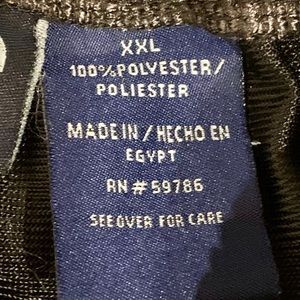 XXL
100% POLYESTER/
POLIESTER
MADE IN / HECHO EN
EGYPT
RN# 59786
SEE OVER FOR CARE